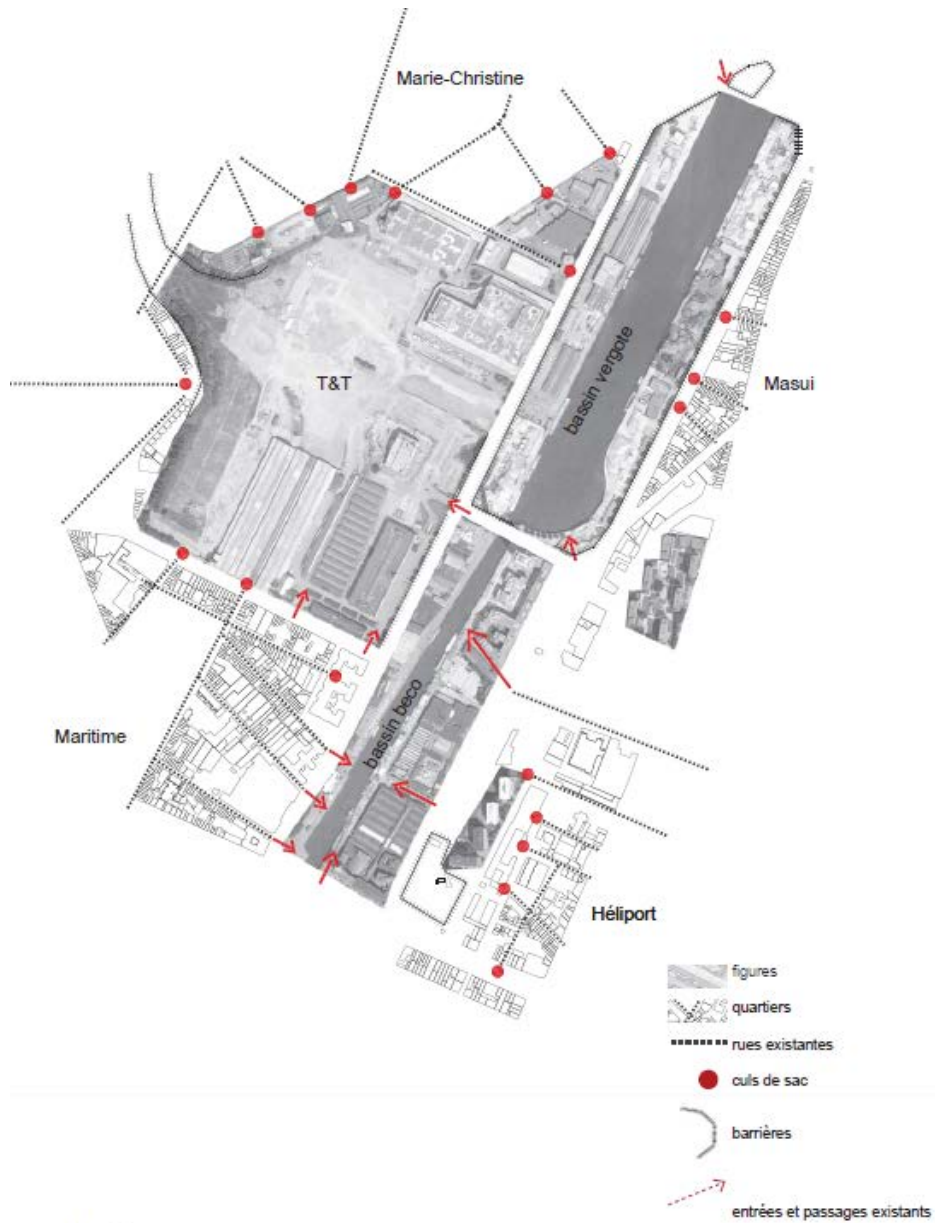 Marie-Christine
bassin vergote
T&T
Masui
bassin beco
Maritime
Héliport
figures
quartiers
rues existantes
culs de sac
barrières
entrées et passages existants